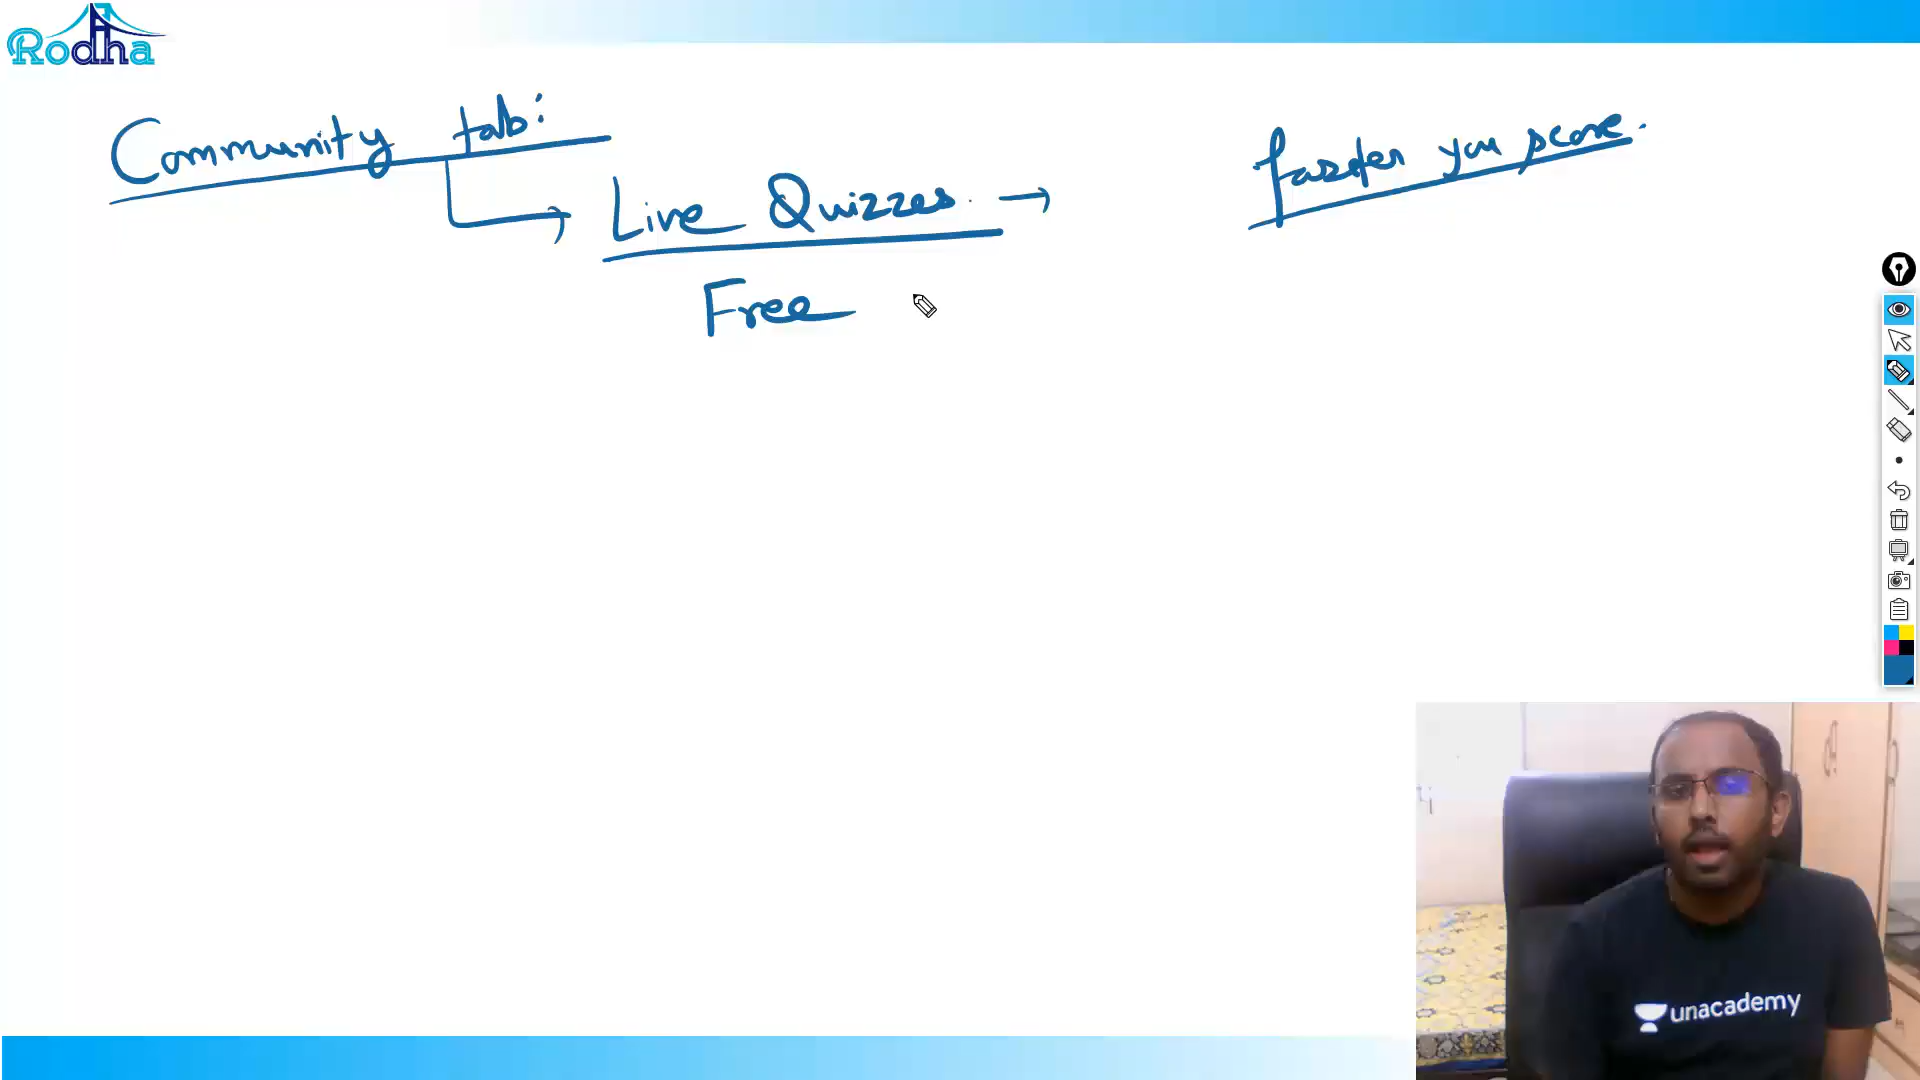 Rodha
Community tab:
faster you score.
Live Quizzes. →
Free
unacademy